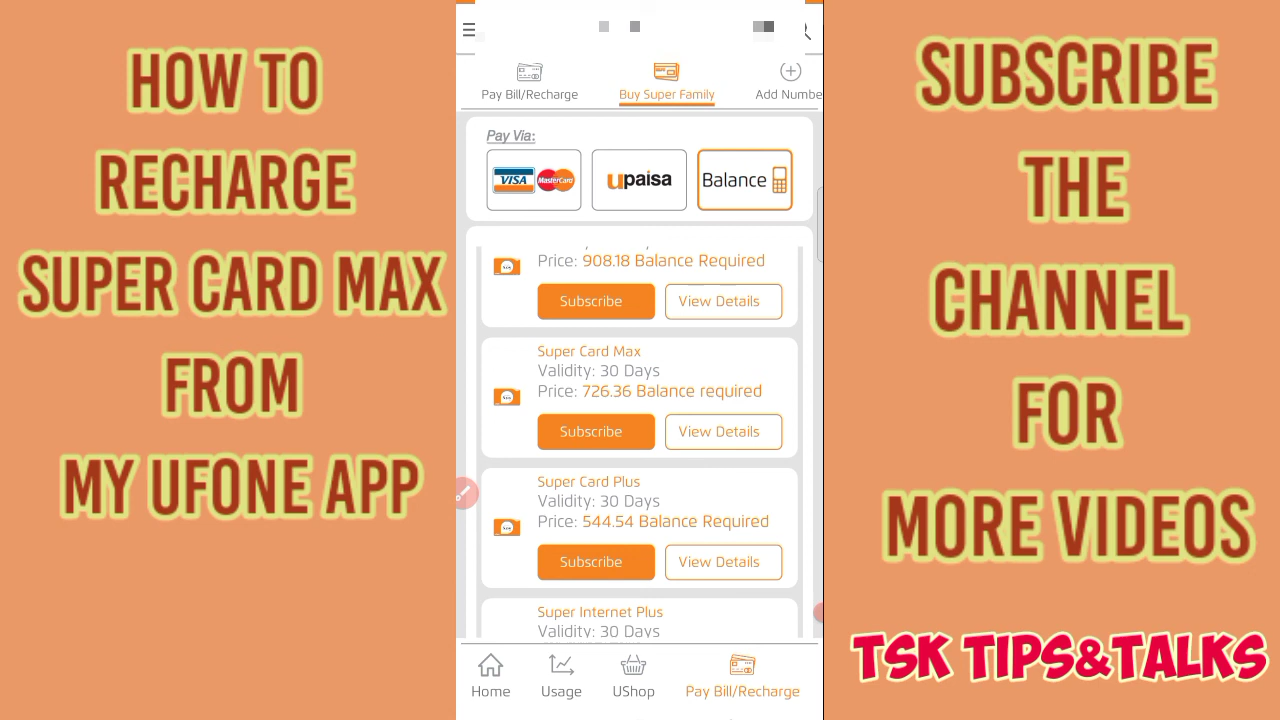 HOW TO
RECHARGE
SUPER CARD MAX
FROM
MY UFONE APP
Pay Bill/Recharge
Buy Super Family
Add Numbe
Pay Via:
VISA
MasterCard
upaisa
Balance
Price: 908.18 Balance Required
Subscribe
View Details
Super Card Max
Validity: 30 Days
Price: 726.36 Balance required
Subscribe
View Details
Super Card Plus
Validity: 30 Days
Price: 544.54 Balance Required
Subscribe
View Details
Super Internet Plus
Validity: 30 Days
Home
Usage
UShop
Pay Bill/Recharge
SUBSCRIBE
THE
CHANNEL
FOR
MORE VIDEOS
TSK TIPS&TALKS